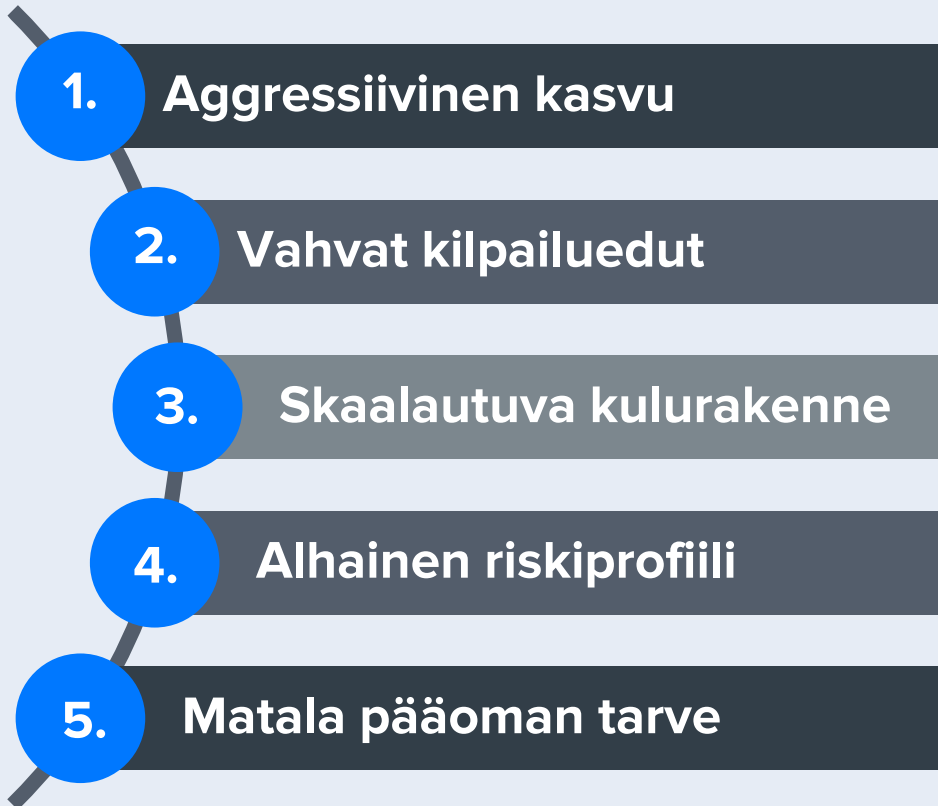 1. Aggressiivinen kasvu
2. Vahvat kilpailuedut
3. Skaalautuva kulurakenne
4. Alhainen riskiprofiili
5. Matala pääoman tarve